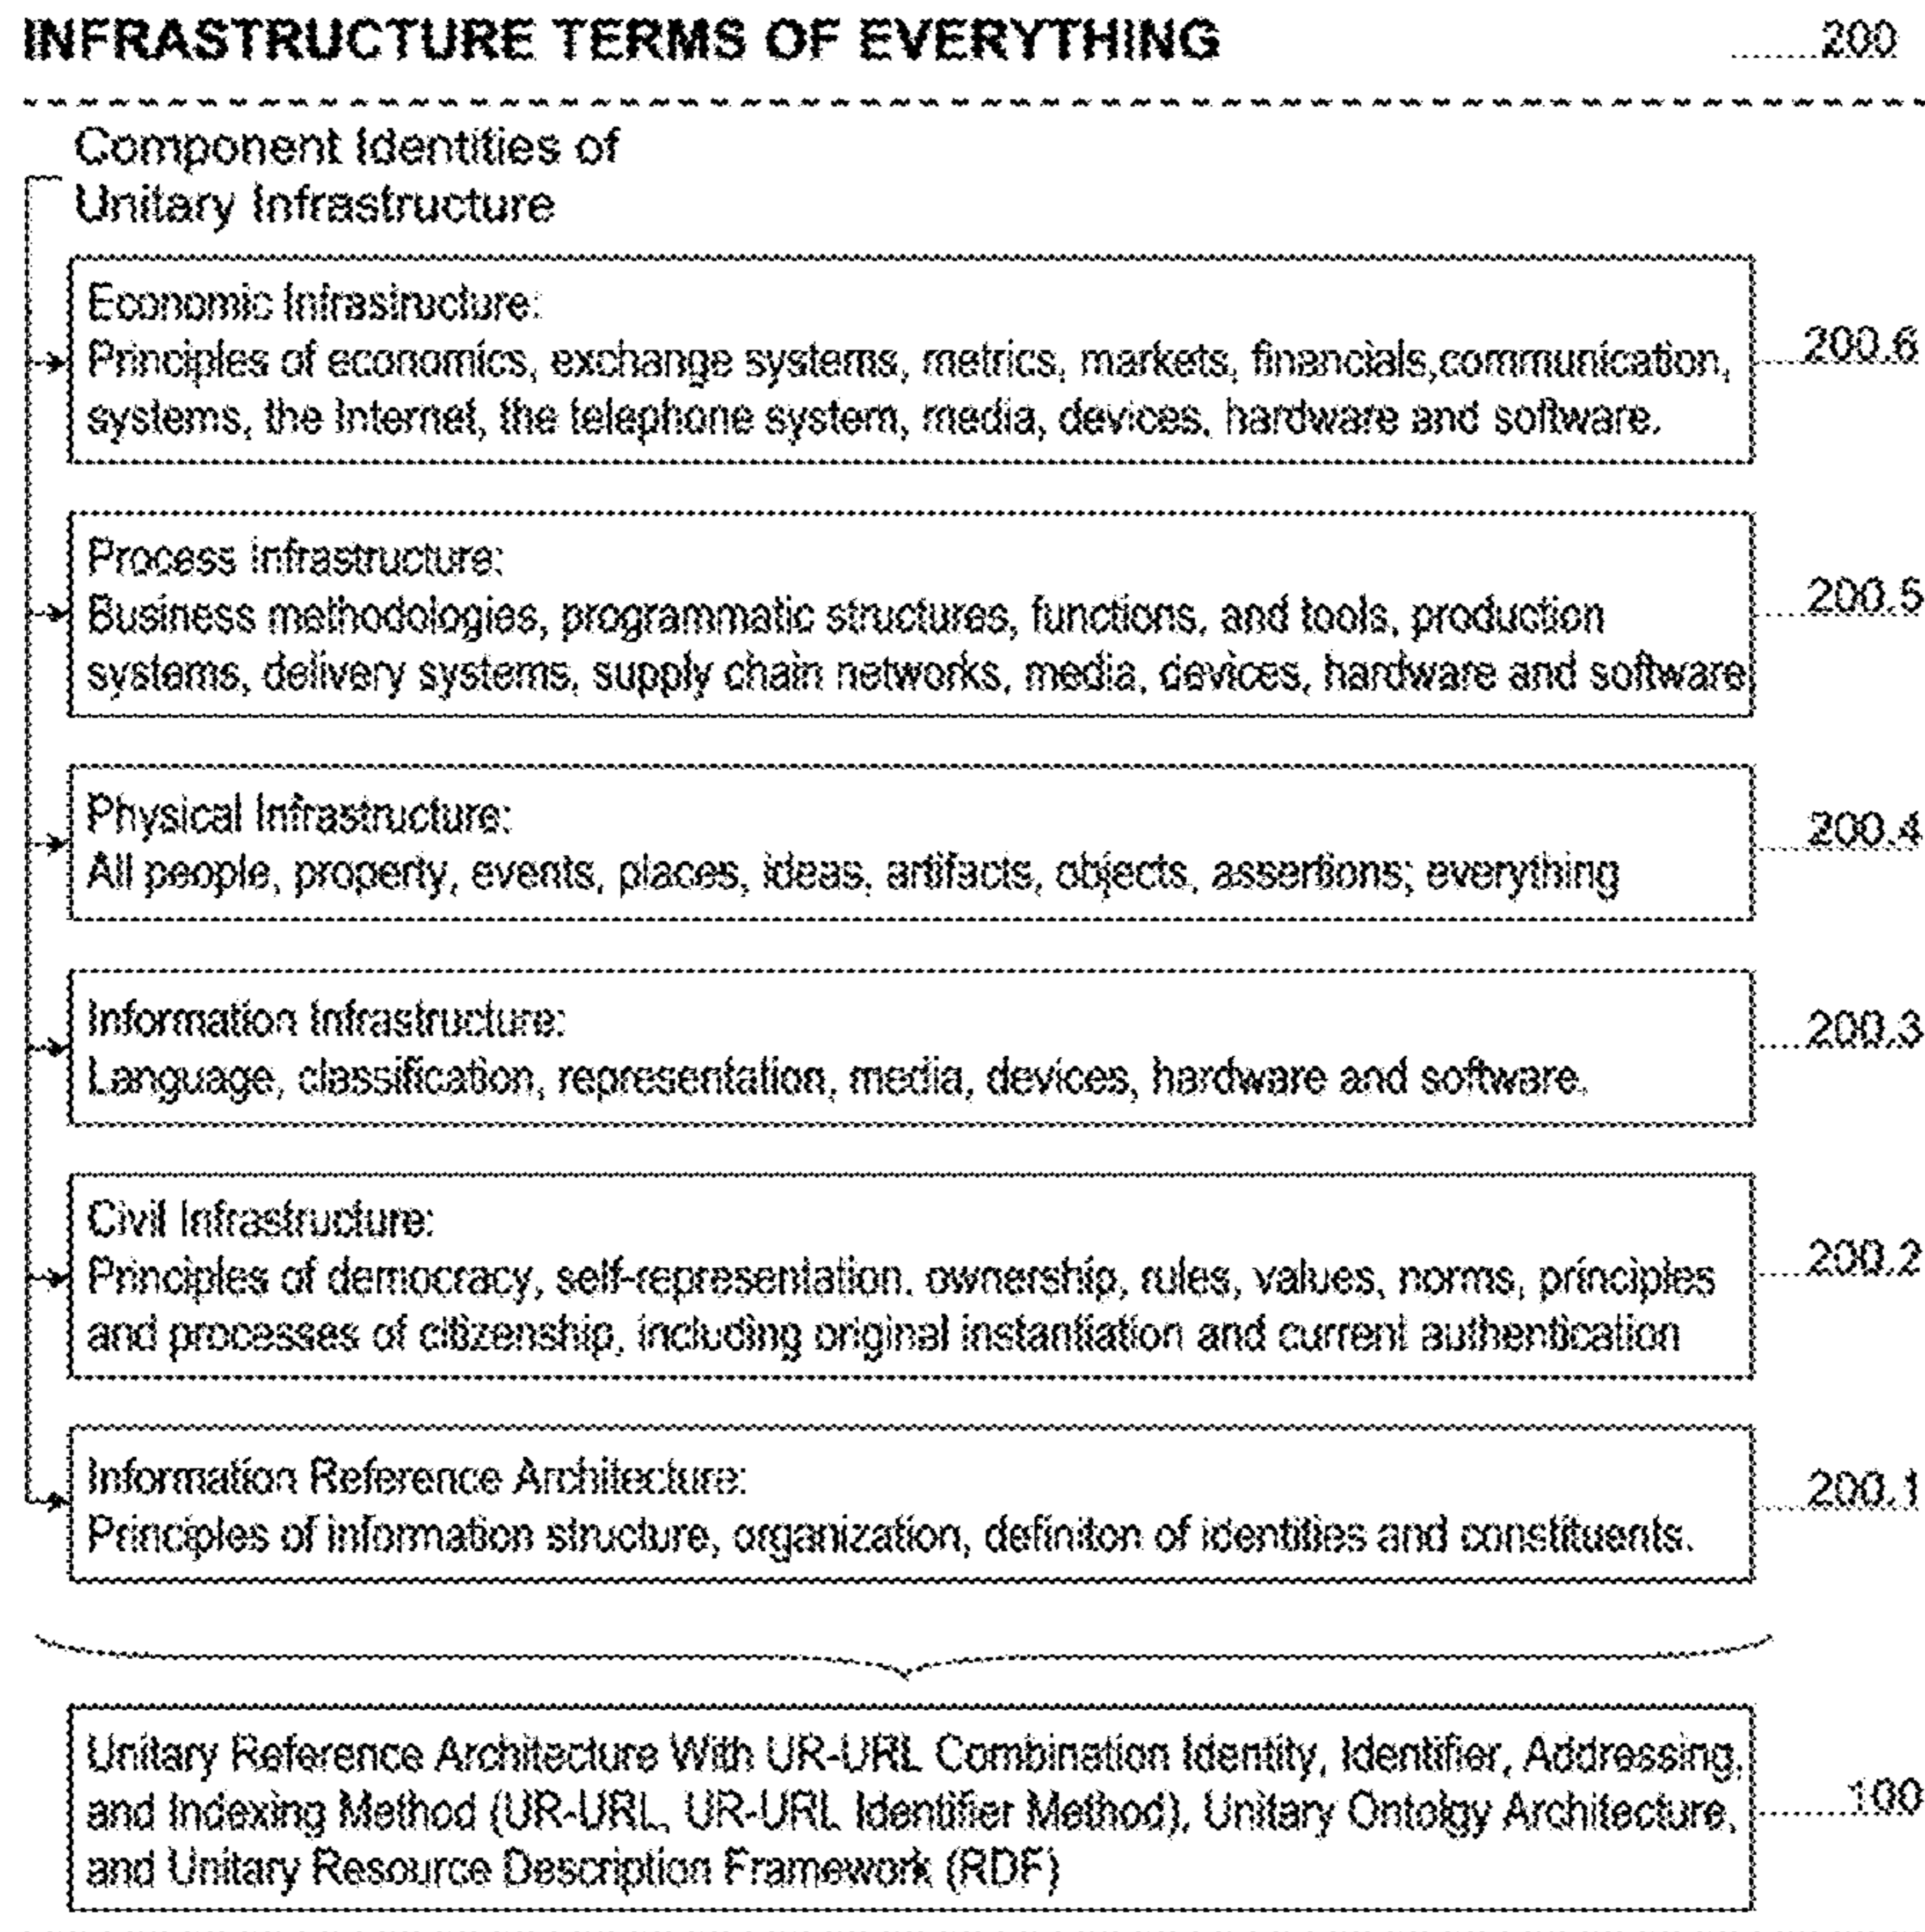 INFRASTRUCTURE TERMS OF EVERYTHING 200
Component Identities of
Unitary Infrastructure
Economic Infrastructure:
Principles of economics, exchange systems, metrics, markets, financials,communication, 200.6
systems, the Internet, the telephone system, media, devices, hardware and software.
Process Infrastructure:
Business methodologies, programmatic structures, functions, and tools, production 200.5
systems, delivery systems, supply chain networks, media, devices, hardware and software
Physical Infrastructure: 200.4
All people, property, events, places, ideas, artifacts, objects, assertions; everything
Information Infrastructure: 200.3
Language, classification, representation, media, devices, hardware and software.
Civil Infrastructure:
Principles of democracy, self-representation, ownership, rules, values, norms, principles 200.2
and processes of citizenship, including original instantiation and current authentication
Information Reference Architecture: 200.1
Principles of information structure, organization, definiton of identities and constituents.
Unitary Reference Architecture With UR-URL Combination Identity, Identifier, Addressing,
and Indexing Method (UR-URL, UR-URL Identifier Method), Unitary Ontolgy Architecture, 100
and Unitary Resource Description Framework (RDF)